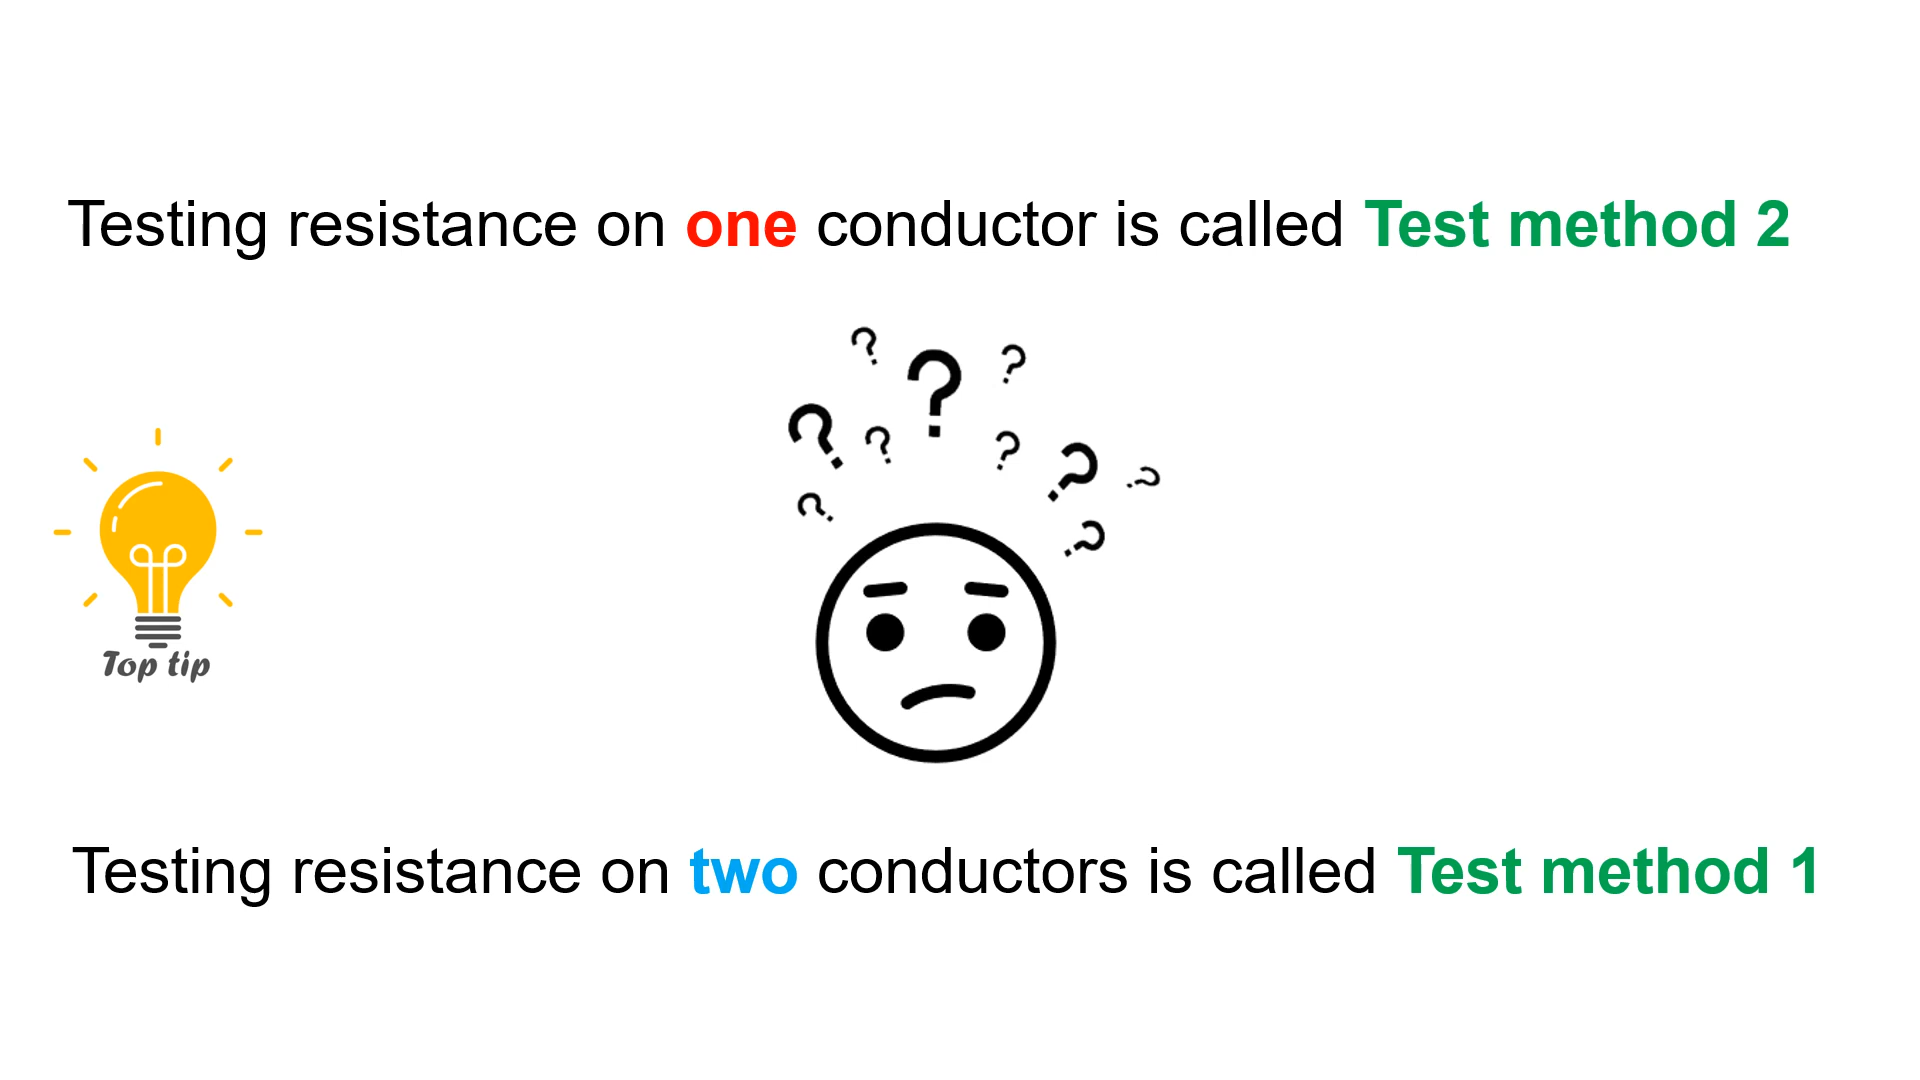 Testing resistance on one conductor is called Test method 2
Top tip
Testing resistance on two conductors is called Test method 1